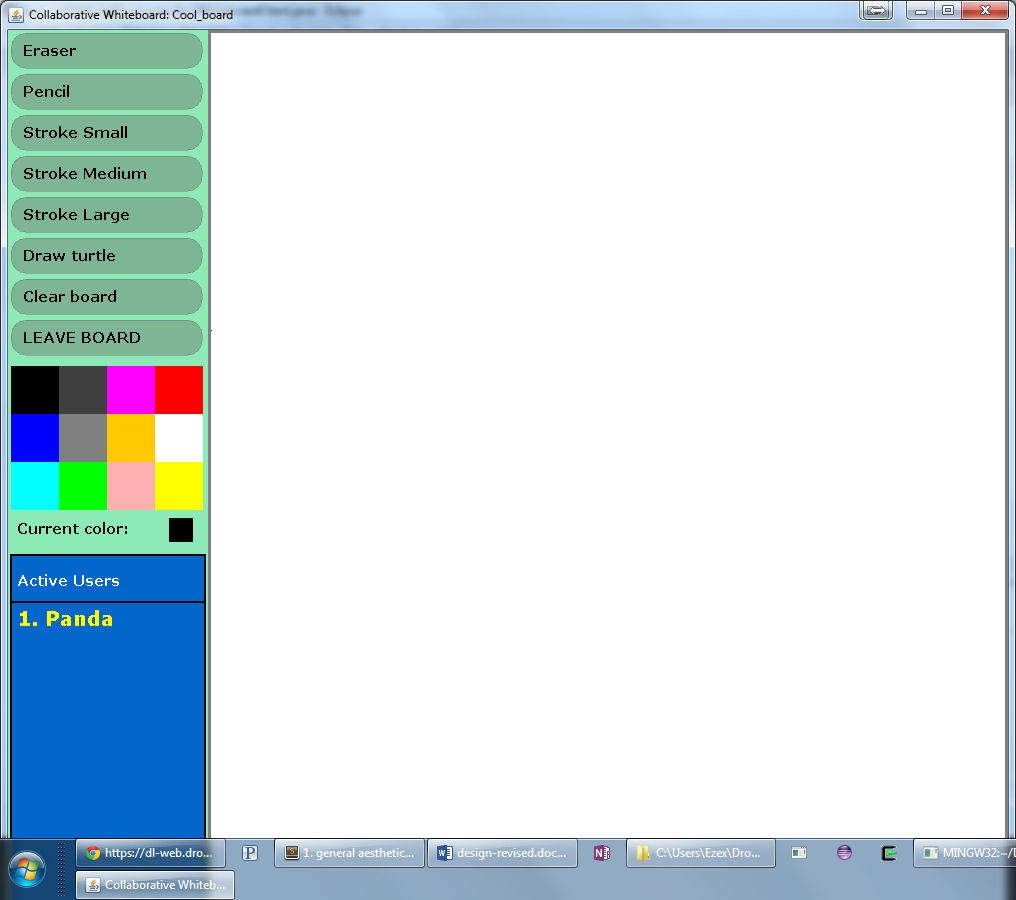 Collaborative Whiteboard: Cool_board
Eraser
Pencil
Stroke Small
Stroke Medium
Stroke Large
Draw turtle
Clear board
LEAVE BOARD
Current color:
Active Users
1. Panda
https://dl-web.dro...
P
S
1. general aesthetic...
W
design-revised.doc...
N
C:\Users\Ezex\Dro...
MINGW32:~/D
Collaborative Whiteb...